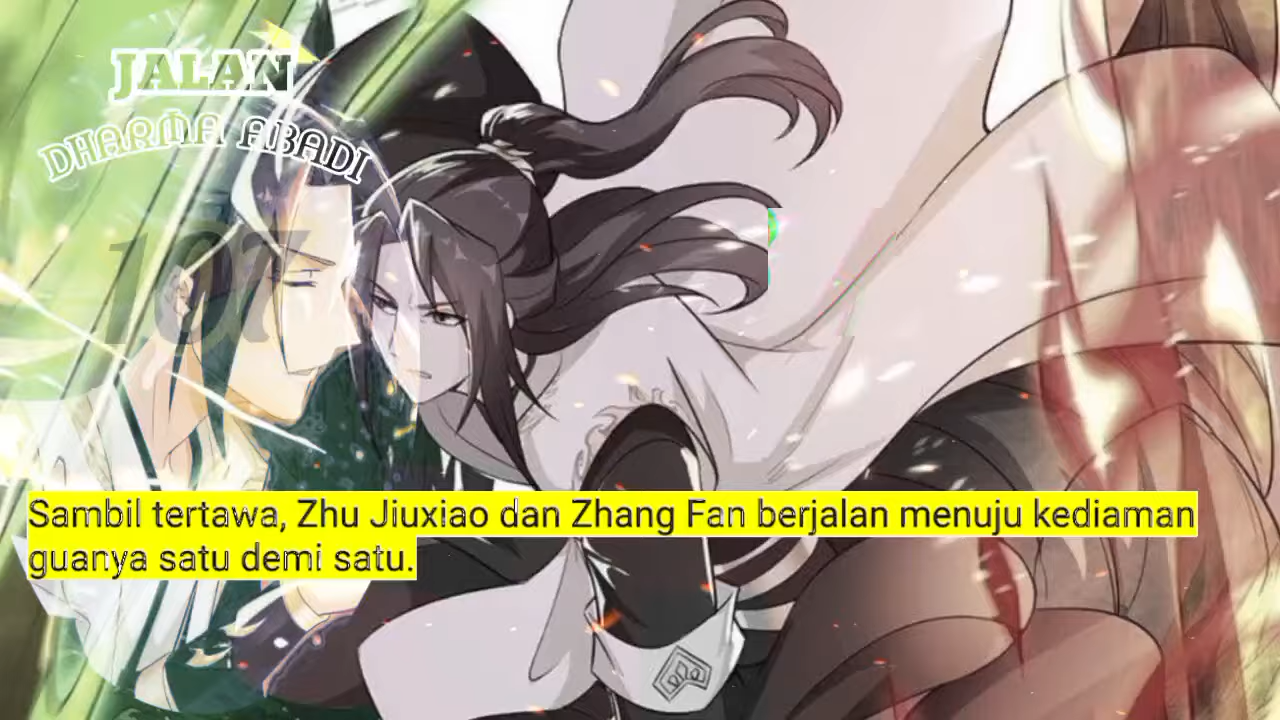 JALAN
DHARMA ABADI
107
Sambil tertawa, Zhu Jiuxiao dan Zhang Fan berjalan menuju kediaman
guanya satu demi satu.